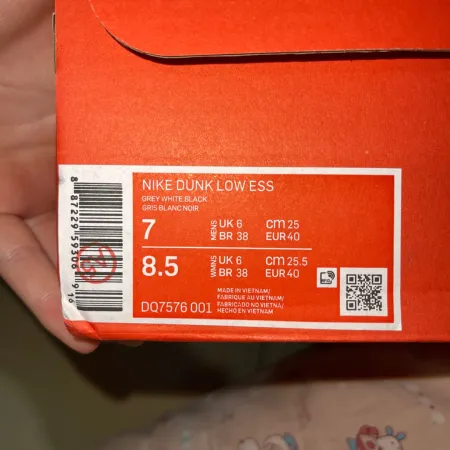 NIKE DUNK LOW ESS
GREY WHITE BLACK
GRIS BLANC NOIR
7 MENS UK 6 cm 25
BR 38 EUR 40
8.5 WMNS UK 6 cm 25.5
BR 38 EUR 40
MADE IN VIETNAM/
FABRIQUE AU VIETNAM/
FABRICADO NO VIETNA/
HECHO EN VIETNAM
DQ7576 001